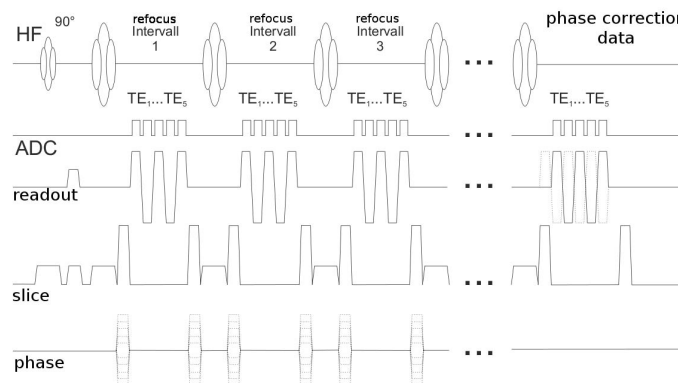 HF
90°
refocus
Intervall
1
refocus
Intervall
2
refocus
Intervall
3
phase correction
data
TE1...TE5
TE1...TE5
TE1...TE5
TE1...TE5
ADC
readout
slice
phase